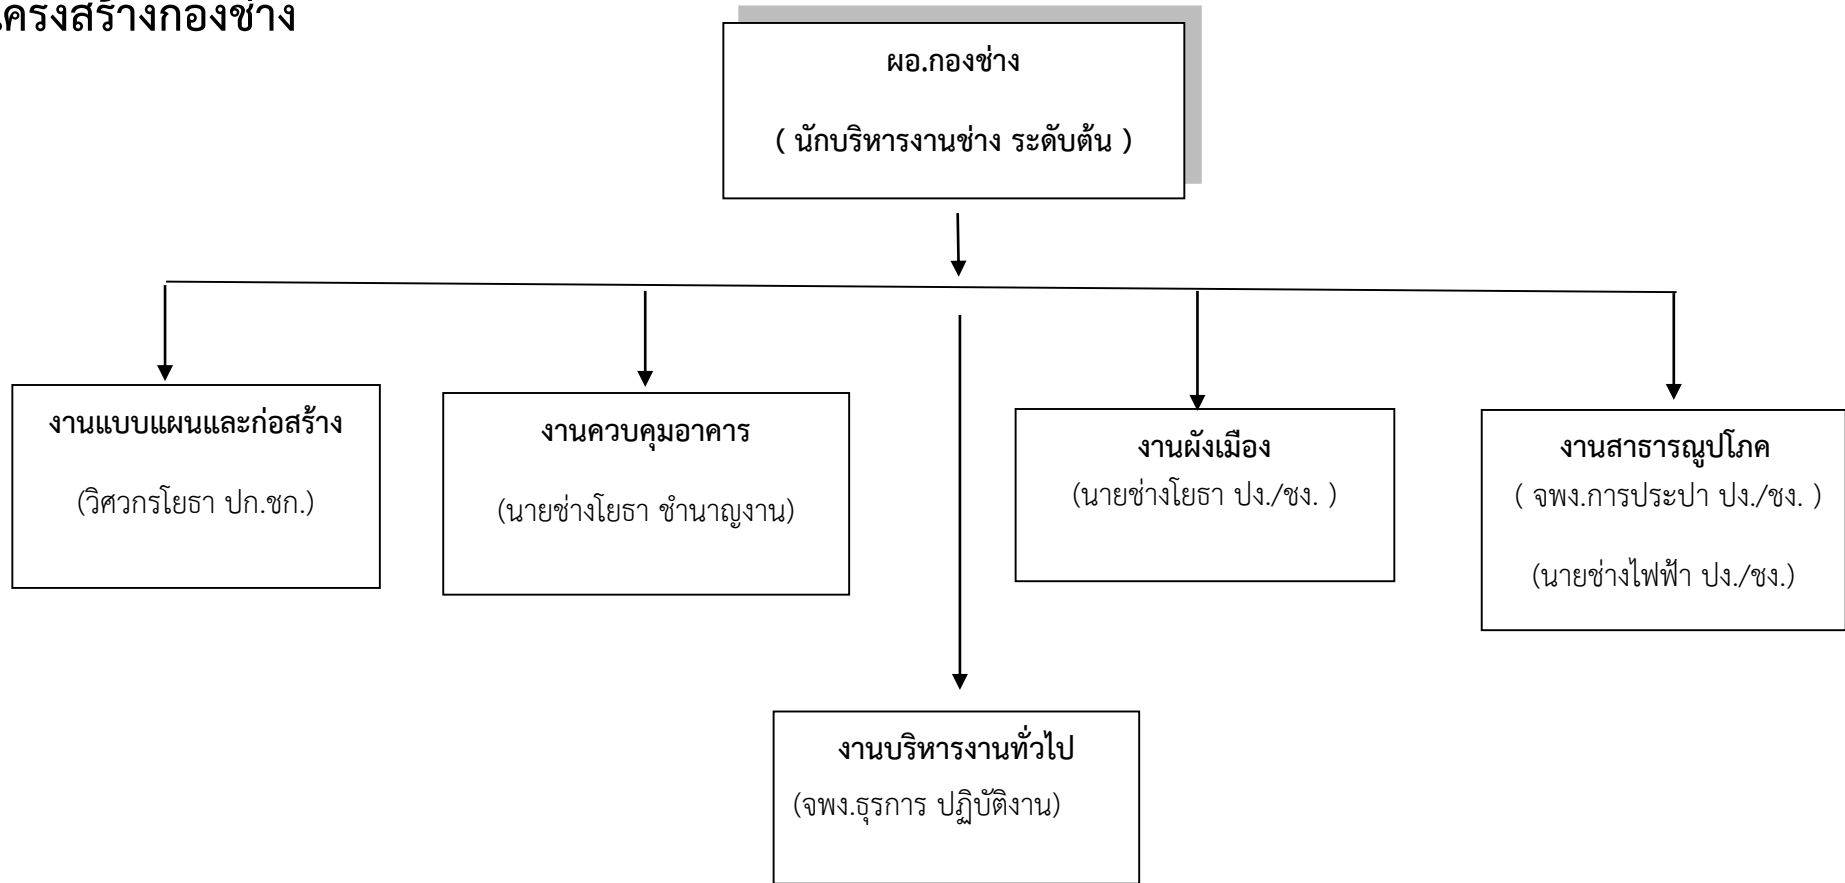 โครงสร้างกองช่าง
ผอ.กองช่าง
( นักบริหารงานช่าง ระดับต้น )
งานแบบแผนและก่อสร้าง
(วิศวกรโยธา ปก.ชก.)
งานควบคุมอาคาร
(นายช่างโยธา ชำนาญงาน)
งานผังเมือง
(นายช่างโยธา ปง./ชง. )
งานสาธารณูปโภค
( จพง.การประปา ปง./ชง. )
(นายช่างไฟฟ้า ปง./ชง.)
งานบริหารงานทั่วไป
(จพง.ธุรการ ปฏิบัติงาน)